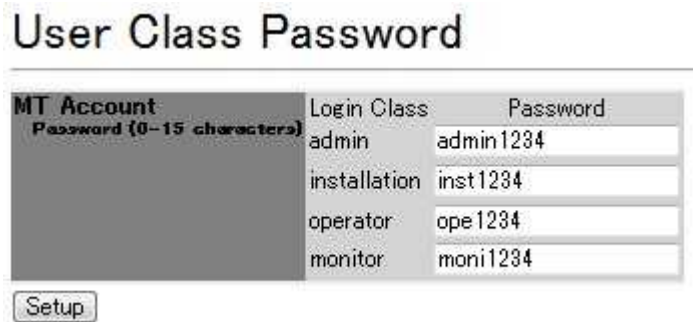 User Class Password
MT Account
Password (0-15 characters)
Login Class Password
admin admin1234
installation inst1234
operator ope1234
monitor moni1234
Setup